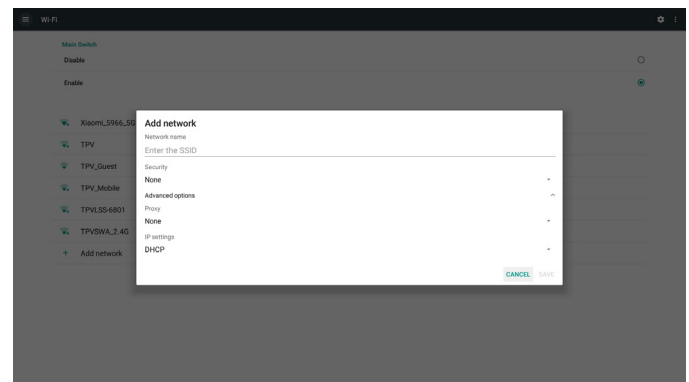 Wi-Fi
Main Switch
Disable
Enable
Xiaomi_5966_5G
TPV
TPV_Guest
TPV_Mobile
TPVLSS-6801
TPVSWA_2.4G
Add network
Add network
Network name
Enter the SSID
Security
None
Advanced options
Proxy
None
IP settings
DHCP
CANCEL SAVE